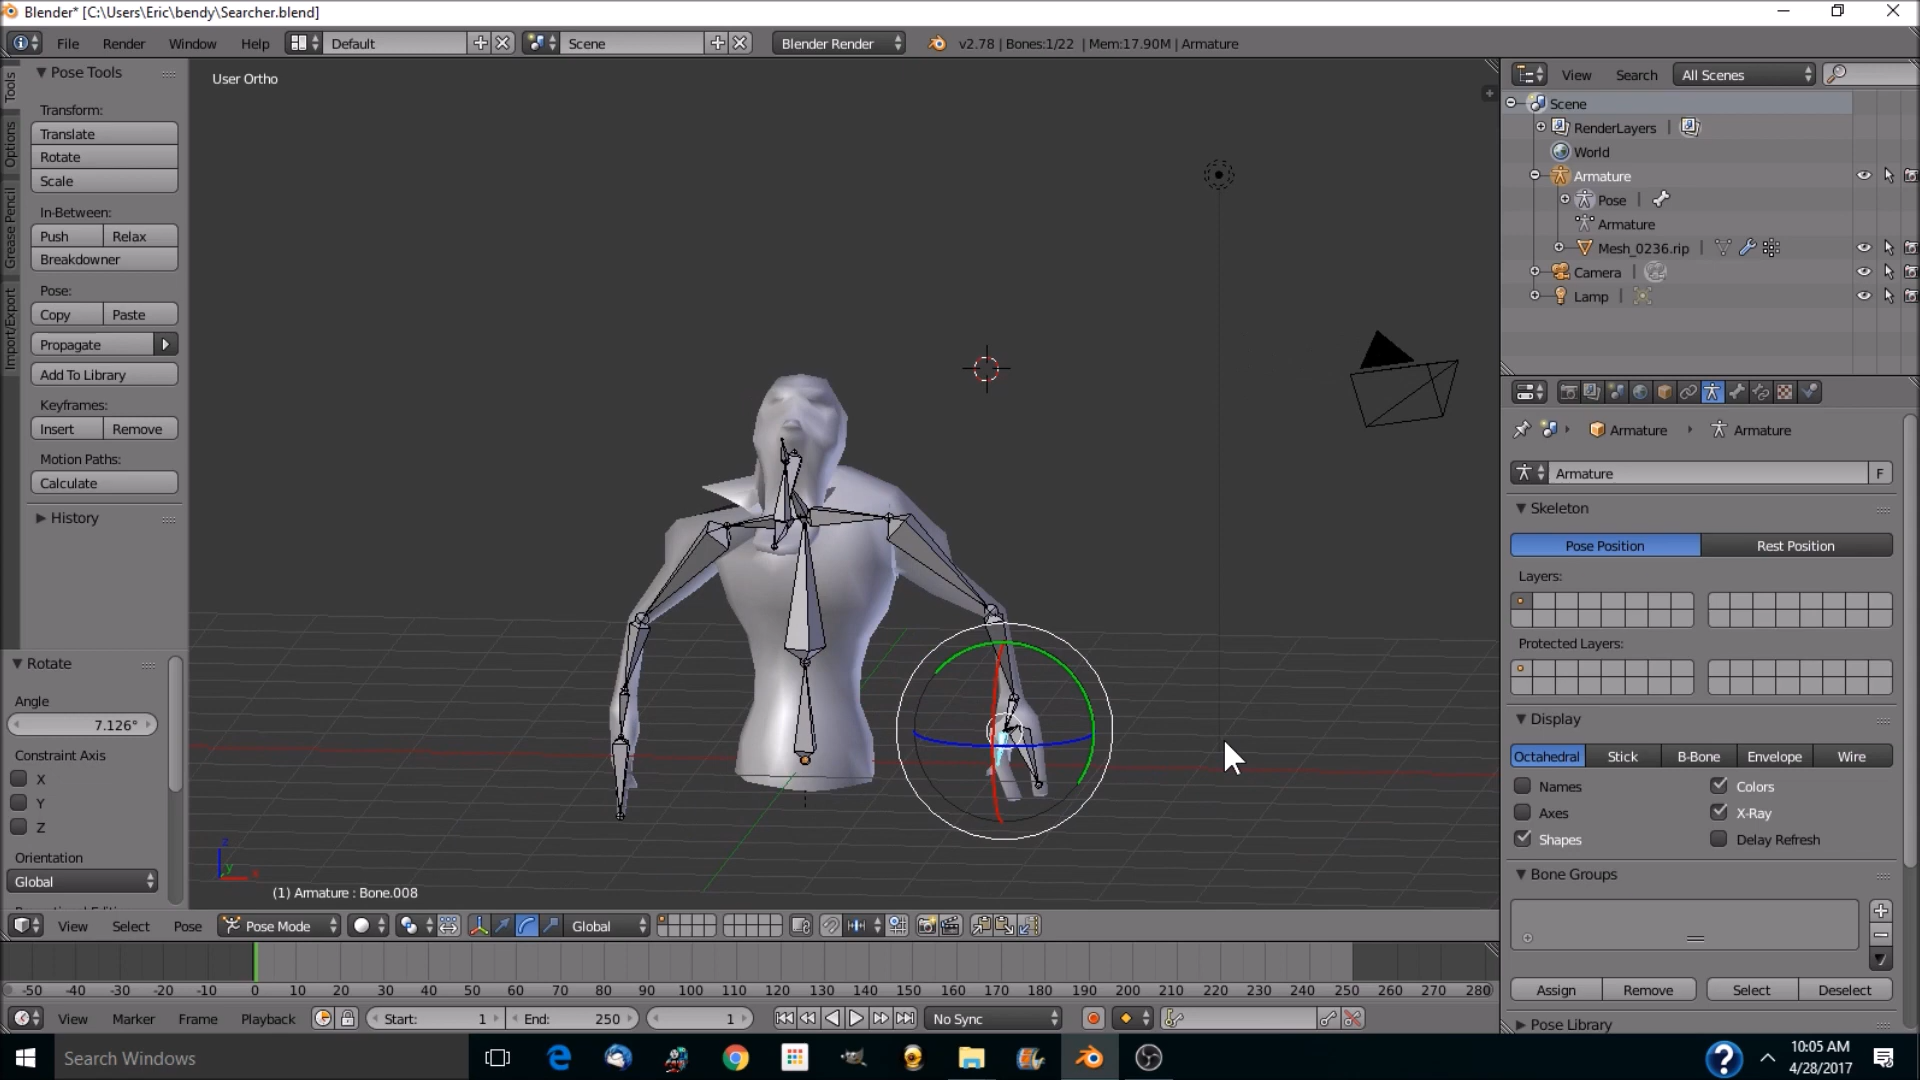 Blender* [C:\Users\Eric\bendy\Searcher.blend]
File Render Window Help Default Scene Blender Render v2.78 | Bones:1/22 | Mem:17.90M | Armature
Tools
Options
Grease Pencil
Import/Export
Pose Tools
Transform:
Translate
Rotate
Scale
In-Between:
Push Relax
Breakdowner
Pose:
Copy Paste
Propagate
Add To Library
Keyframes:
Insert Remove
Motion Paths:
Calculate
History
Rotate
Angle
7.126°
Constraint Axis
X
Y
Z
Orientation
Global
User Ortho
z
y
x
(1) Armature : Bone.008
View Select Pose Pose Mode Global
View Search All Scenes
Scene
RenderLayers |
World
Armature
Pose |
Armature
Mesh_0236.rip |
Camera |
Lamp |
Armature Armature
Armature F
Skeleton
Pose Position Rest Position
Layers:
Protected Layers:
Display
Octahedral Stick B-Bone Envelope Wire
Names Colors
Axes X-Ray
Shapes Delay Refresh
Bone Groups
Assign Remove Select Deselect
Pose Library
-50 -40 -30 -20 -10 0 10 20 30 40 50 60 70 80 90 100 110 120 130 140 150 160 170 180 190 200 210 220 230 240 250 260 270 280
View Marker Frame Playback Start: 1 End: 250 1 No Sync
Search Windows
10:05 AM
4/28/2017